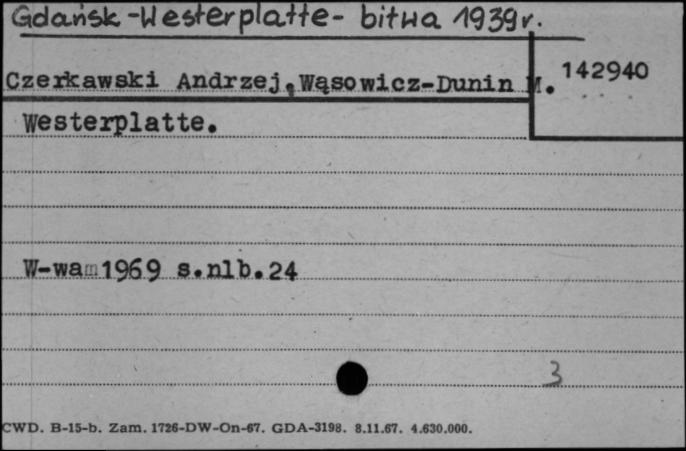 Gdańsk-Westerplatte- bitwa 1939r.
Czerkawski Andrzej,Wąsowicz-Dunin M.
142940
Westerplatte.
W-wa 1969 s.nlb.24
3
CWD. B-15-b. Zam. 1726-DW-On-67. GDA-3198. 8.11.67. 4.630.000.